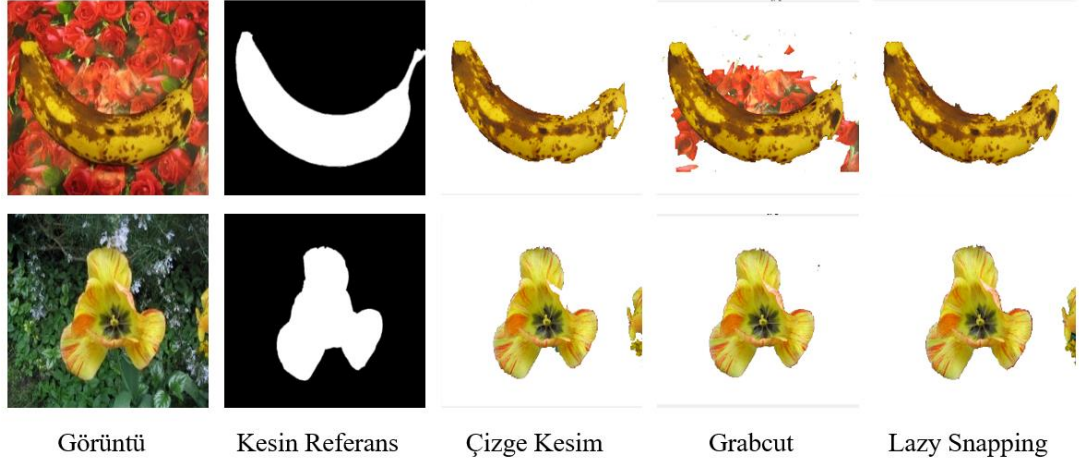 Görüntü
Kesin Referans
Çizge Kesim
Grabcut
Lazy Snapping